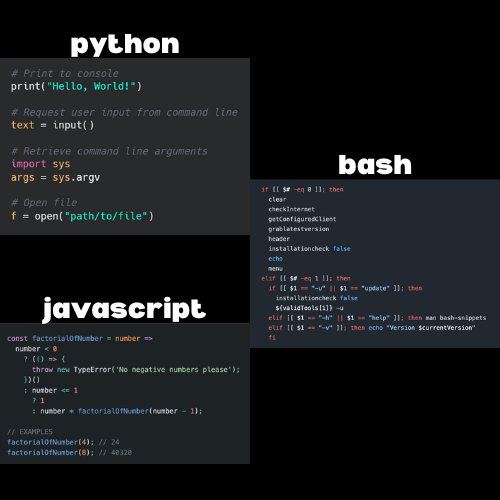 python
# Print to console
print("Hello, World!")
# Request user input from command line
text = input()
# Retrieve command line arguments
import sys
args = sys.argv
# Open file
f = open("path/to/file")
bash
if [[ $# -eq 0 ]]; then
clear
checkInternet
getConfiguredClient
grablatestversion
header
installationcheck false
echo
menu
elif [[ $# -eq 1 ]]; then
if [[ $1 == "-u" || $1 == "update" ]]; then
installationcheck false
${validTools[1]} -u
elif [[ $1 == "-h" || $1 == "help" ]]; then man bash-snippets
elif [[ $1 == "-v" ]]; then echo "Version $currentVersion"
fi
javascript
const factorialOfNumber = number =>
number < 0
? (() => {
throw new TypeError('No negative numbers please');
})()
: number <= 1
? 1
: number * factorialOfNumber(number - 1);
// EXAMPLES
factorialOfNumber(4); // 24
factorialOfNumber(8); // 40320